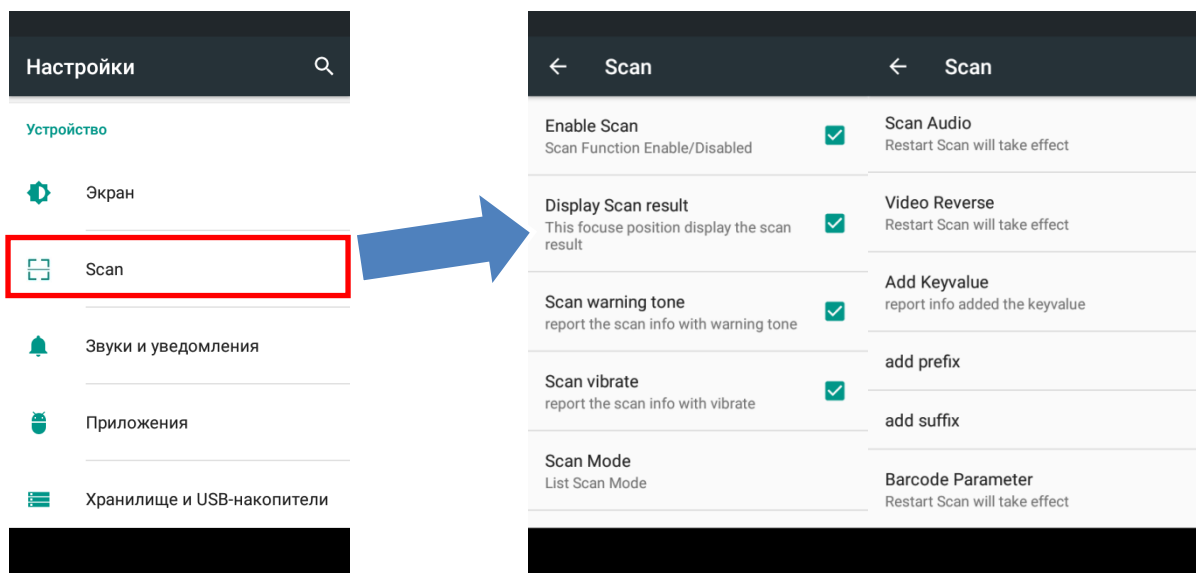 Настройки
Устройство
Экран
Scan
Звуки и уведомления
Приложения
Хранилище и USB-накопители
Scan
Enable Scan
Scan Function Enable/Disabled
Display Scan result
This focuse position display the scan
result
Scan warning tone
report the scan info with warning tone
Scan vibrate
report the scan info with vibrate
Scan Mode
List Scan Mode
Scan
Scan Audio
Restart Scan will take effect
Video Reverse
Restart Scan will take effect
Add Keyvalue
report info added the keyvalue
add prefix
add suffix
Barcode Parameter
Restart Scan will take effect